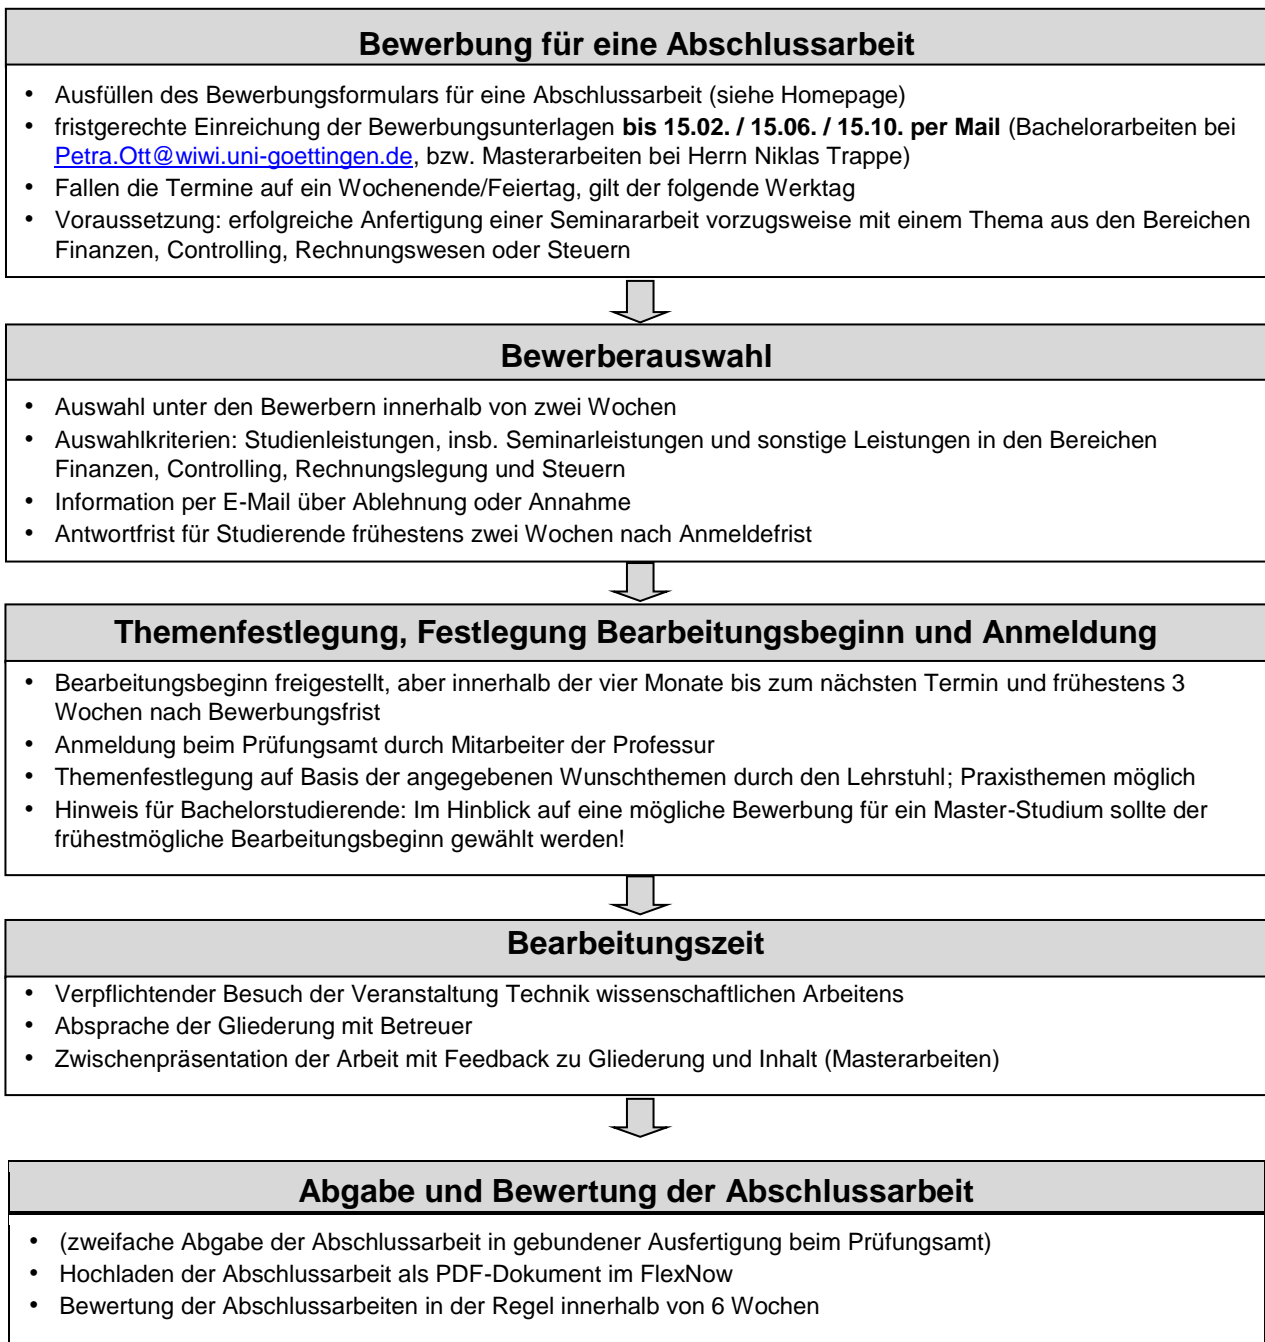 Bewerbung für eine Abschlussarbeit
• Ausfüllen des Bewerbungsformulars für eine Abschlussarbeit (siehe Homepage)
• fristgerechte Einreichung der Bewerbungsunterlagen bis 15.02. / 15.06. / 15.10. per Mail (Bachelorarbeiten bei
Petra.Ott@wiwi.uni-goettingen.de, bzw. Masterarbeiten bei Herrn Niklas Trappe)
• Fallen die Termine auf ein Wochenende/Feiertag, gilt der folgende Werktag
• Voraussetzung: erfolgreiche Anfertigung einer Seminararbeit vorzugsweise mit einem Thema aus den Bereichen
Finanzen, Controlling, Rechnungswesen oder Steuern
Bewerberauswahl
• Auswahl unter den Bewerbern innerhalb von zwei Wochen
• Auswahlkriterien: Studienleistungen, insb. Seminarleistungen und sonstige Leistungen in den Bereichen
Finanzen, Controlling, Rechnungslegung und Steuern
• Information per E-Mail über Ablehnung oder Annahme
• Antwortfrist für Studierende frühestens zwei Wochen nach Anmeldefrist
Themenfestlegung, Festlegung Bearbeitungsbeginn und Anmeldung
• Bearbeitungsbeginn freigestellt, aber innerhalb der vier Monate bis zum nächsten Termin und frühestens 3
Wochen nach Bewerbungsfrist
• Anmeldung beim Prüfungsamt durch Mitarbeiter der Professur
• Themenfestlegung auf Basis der angegebenen Wunschthemen durch den Lehrstuhl; Praxisthemen möglich
• Hinweis für Bachelorstudierende: Im Hinblick auf eine mögliche Bewerbung für ein Master-Studium sollte der
frühestmögliche Bearbeitungsbeginn gewählt werden!
Bearbeitungszeit
• Verpflichtender Besuch der Veranstaltung Technik wissenschaftlichen Arbeitens
• Absprache der Gliederung mit Betreuer
• Zwischenpräsentation der Arbeit mit Feedback zu Gliederung und Inhalt (Masterarbeiten)
Abgabe und Bewertung der Abschlussarbeit
• (zweifache Abgabe der Abschlussarbeit in gebundener Ausfertigung beim Prüfungsamt)
• Hochladen der Abschlussarbeit als PDF-Dokument im FlexNow
• Bewertung der Abschlussarbeiten in der Regel innerhalb von 6 Wochen